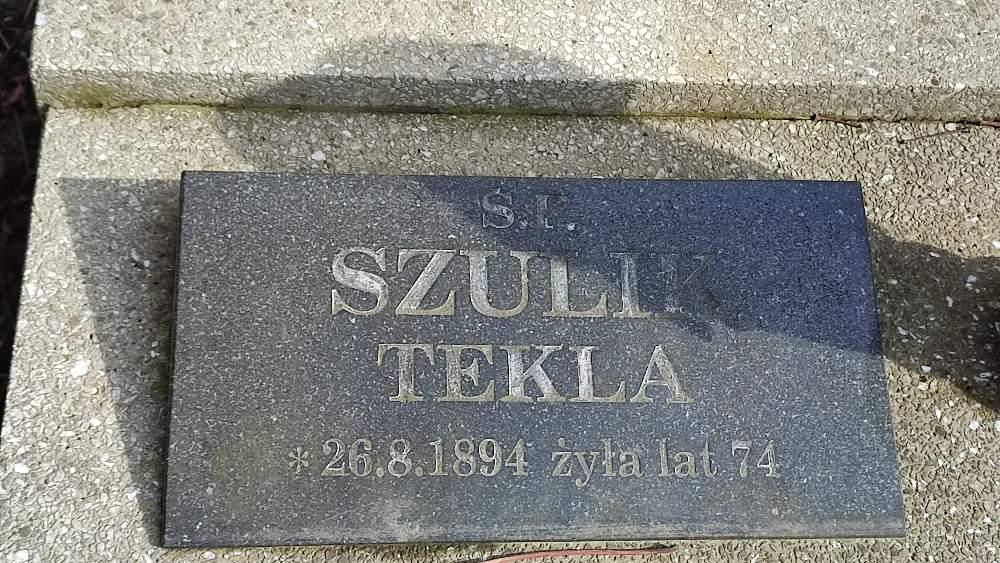 Ś.P.
SZULIK
TEKLA
*26.8.1894 żyła lat 74